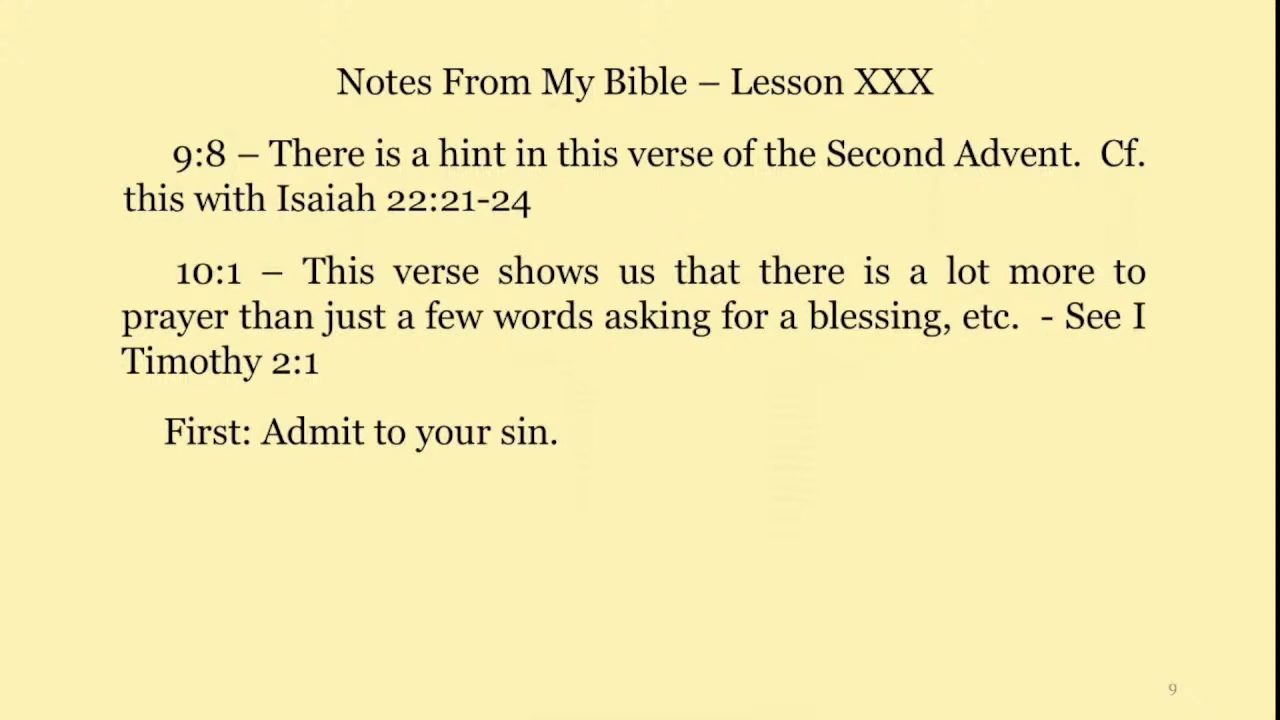 Notes From My Bible – Lesson XXX
9:8 – There is a hint in this verse of the Second Advent.  Cf.
this with Isaiah 22:21-24
10:1 – This verse shows us that there is a lot more to
prayer than just a few words asking for a blessing, etc.  - See I
Timothy 2:1
First: Admit to your sin.
9